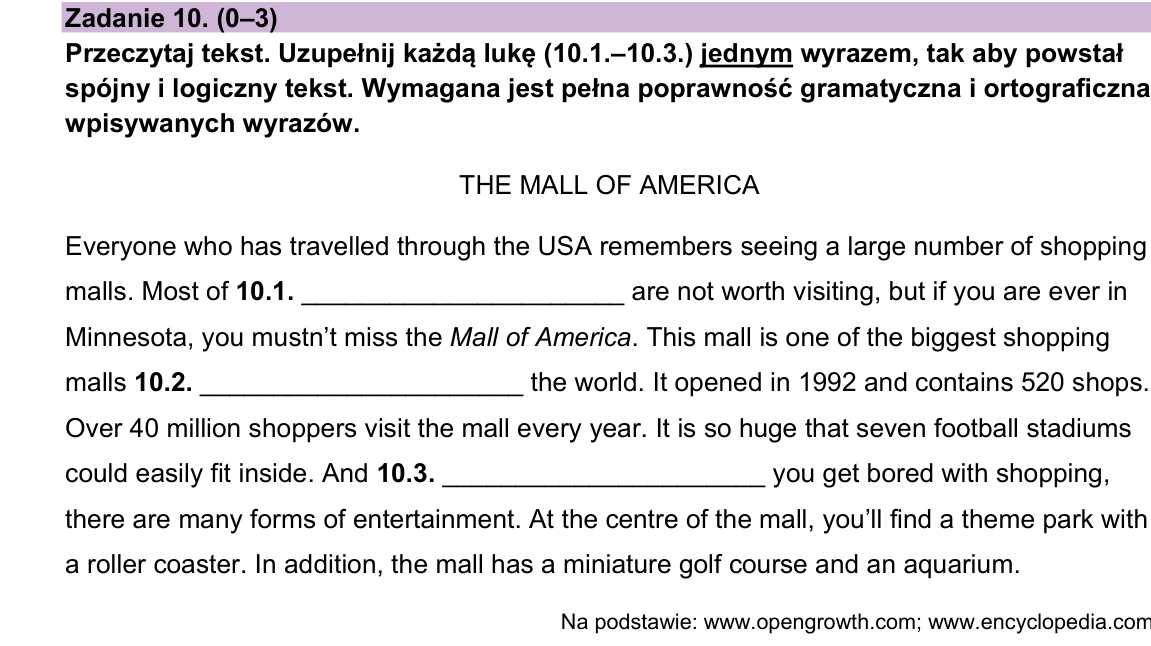 Zadanie 10. (0–3)
Przeczytaj tekst. Uzupełnij każdą lukę (10.1.–10.3.) jednym wyrazem, tak aby powstał
spójny i logiczny tekst. Wymagana jest pełna poprawność gramatyczna i ortograficzna
wpisywanych wyrazów.
THE MALL OF AMERICA
Everyone who has travelled through the USA remembers seeing a large number of shopping
malls. Most of 10.1. ______________________ are not worth visiting, but if you are ever in
Minnesota, you mustn’t miss the Mall of America. This mall is one of the biggest shopping
malls 10.2. ______________________ the world. It opened in 1992 and contains 520 shops.
Over 40 million shoppers visit the mall every year. It is so huge that seven football stadiums
could easily fit inside. And 10.3. ______________________ you get bored with shopping,
there are many forms of entertainment. At the centre of the mall, you’ll find a theme park with
a roller coaster. In addition, the mall has a miniature golf course and an aquarium.
Na podstawie: www.opengrowth.com; www.encyclopedia.com